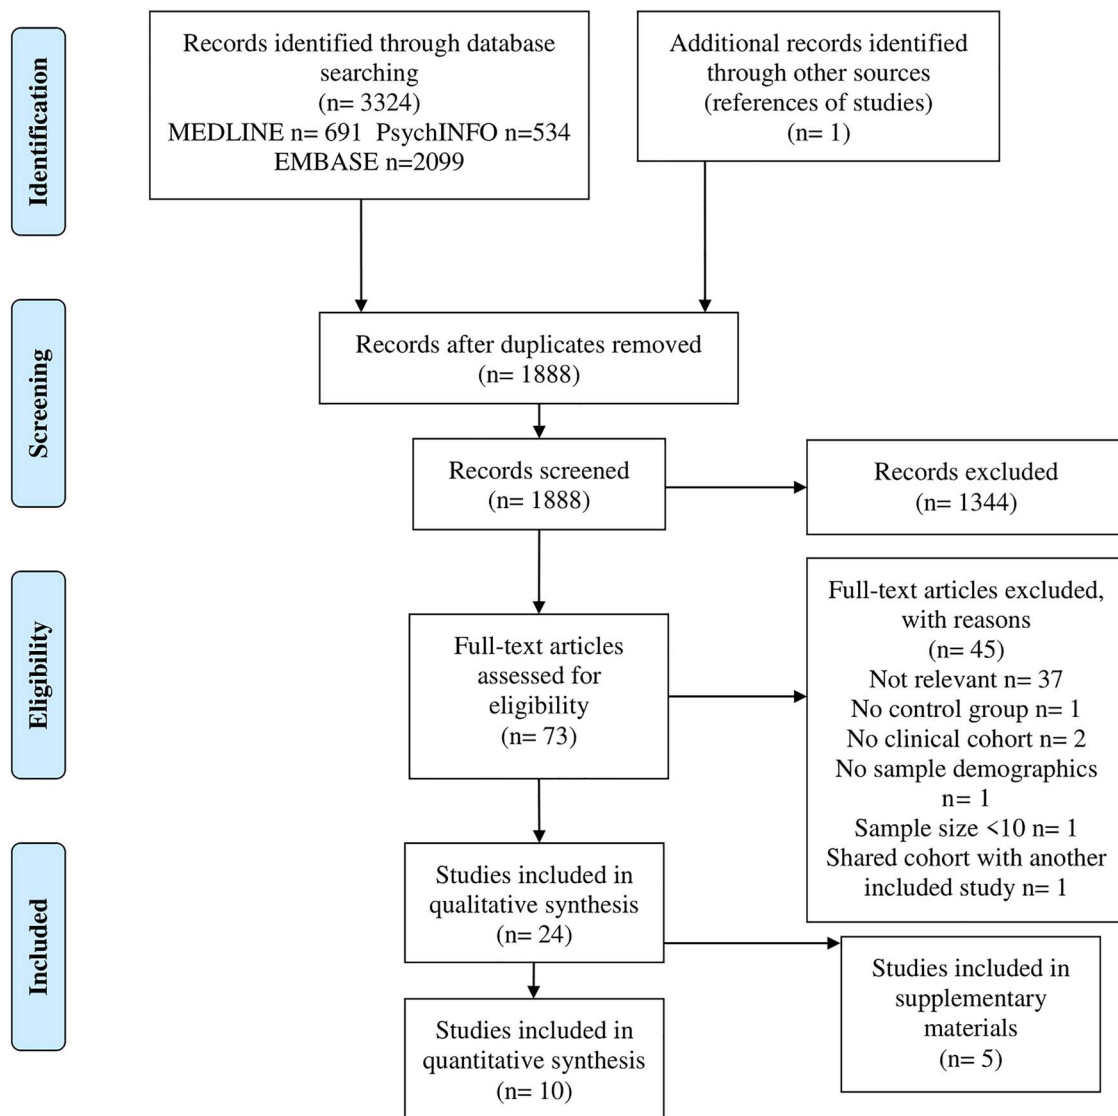 Identification
Records identified through database
searching
(n= 3324)
MEDLINE n= 691  PsychINFO n=534
EMBASE n=2099
Additional records identified
through other sources
(references of studies)
(n= 1)
Screening
Records after duplicates removed
(n= 1888)
Records screened
(n= 1888)
Records excluded
(n= 1344)
Eligibility
Full-text articles
assessed for
eligibility
(n= 73)
Full-text articles excluded,
with reasons
(n= 45)
Not relevant n= 37
No control group n= 1
No clinical cohort n= 2
No sample demographics
n= 1
Sample size <10 n= 1
Shared cohort with another
included study n= 1
Included
Studies included in
qualitative synthesis
(n= 24)
Studies included in
supplementary
materials
(n= 5)
Studies included in
quantitative synthesis
(n= 10)